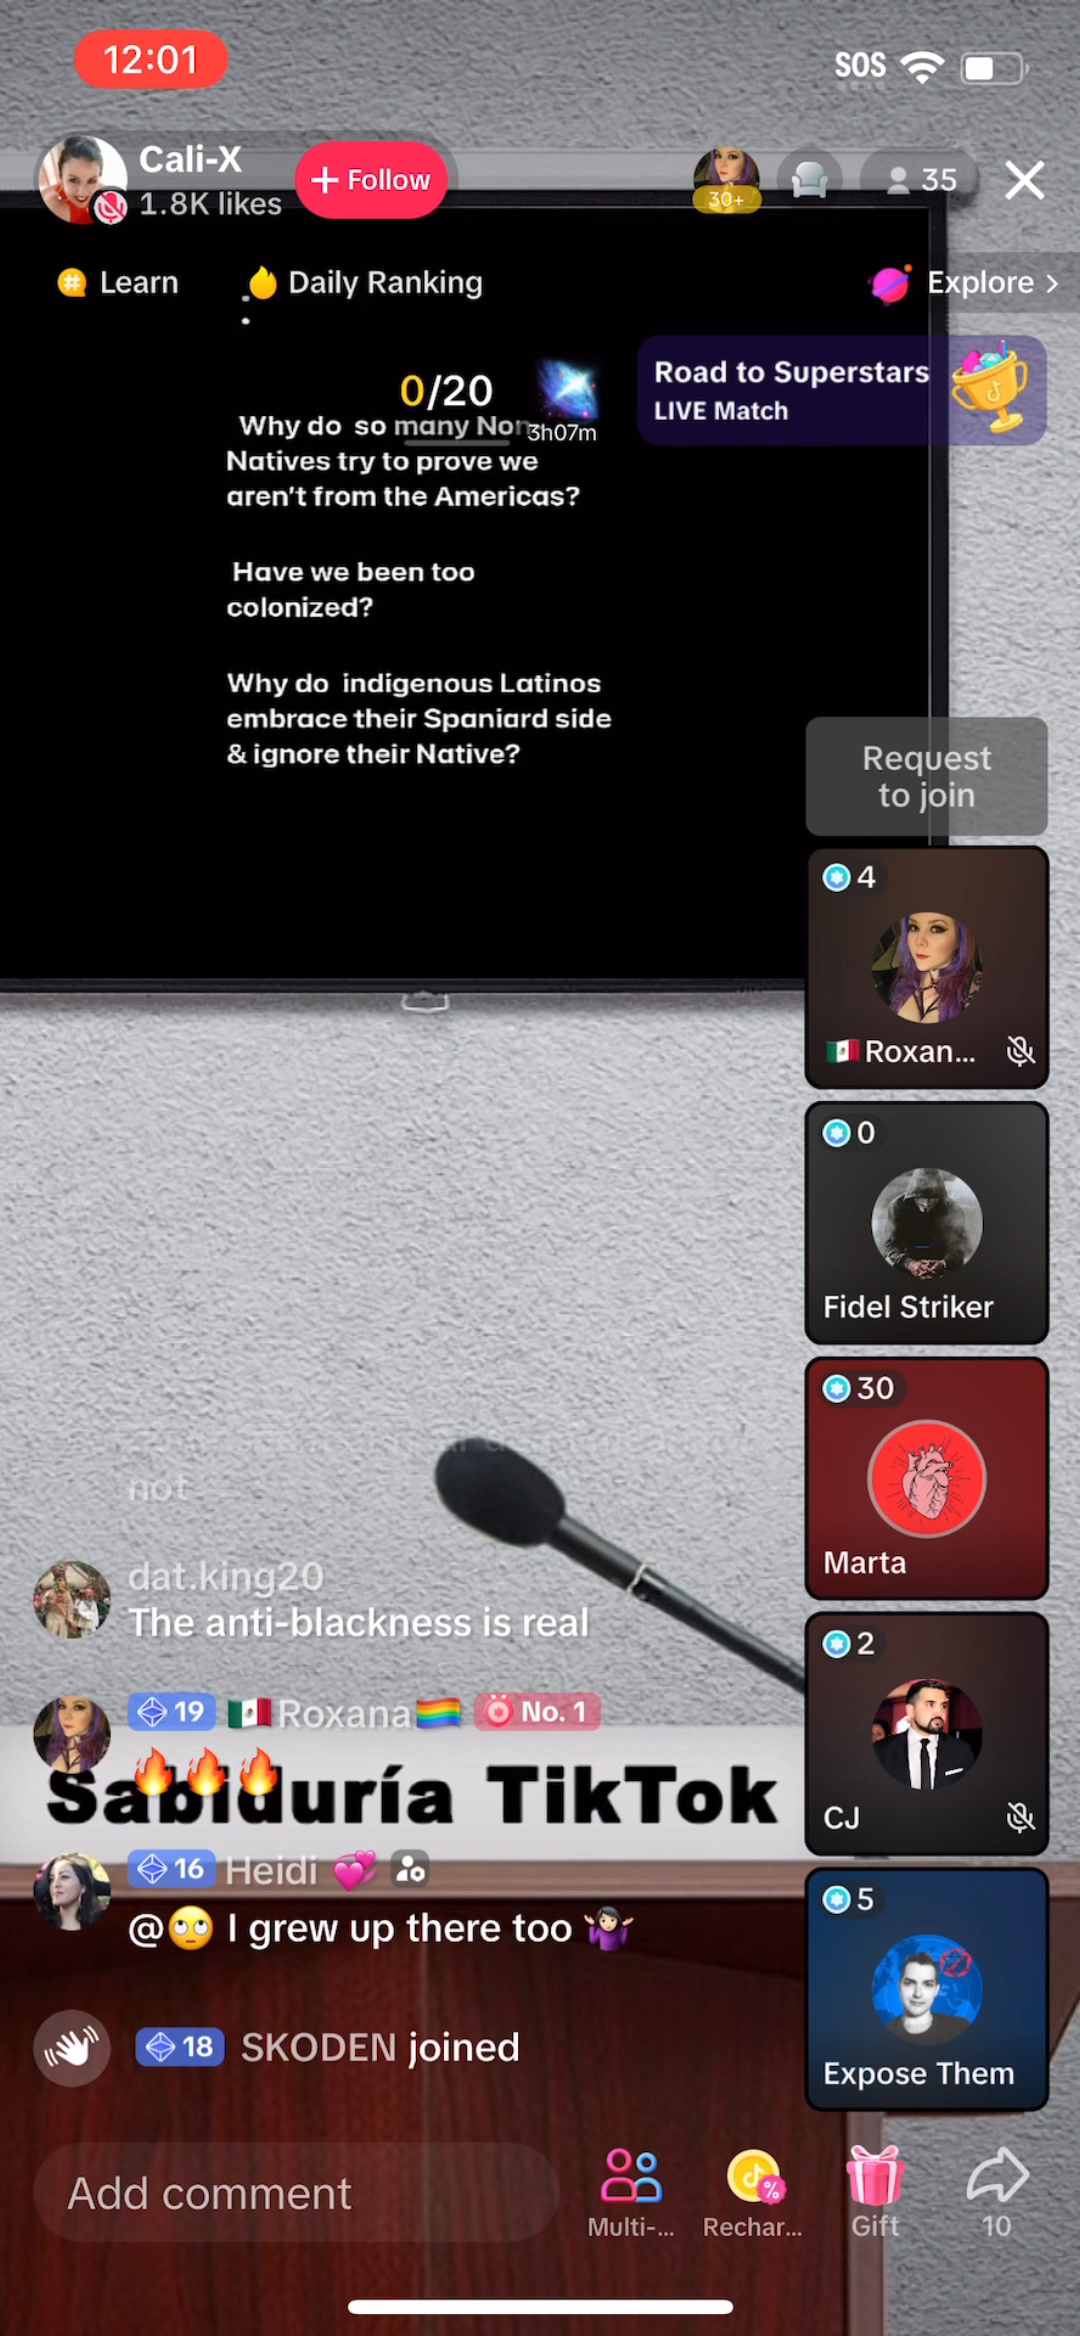 12:01
SOS
Cali-X
1.8K likes
+ Follow
30+
35
Learn
Daily Ranking
Explore >
0/20
3h07m
Road to Superstars
LIVE Match
Why do so many Non
Natives try to prove we
aren't from the Americas?
Have we been too
colonized?
Why do indigenous Latinos
embrace their Spaniard side
& ignore their Native?
Request
to join
4
🇲🇽Roxan...
0
Fidel Striker
30
Marta
2
CJ
5
Expose Them
not
dat.king20
The anti-blackness is real
19 🇲🇽Roxana🏳️‍🌈 No. 1
🔥🔥🔥
Sabiduría TikTok
16 Heidi 💞
@🙄 I grew up there too 🤷🏻‍♀️
18 SKODEN joined
Add comment
Multi-...
Rechar...
Gift
10